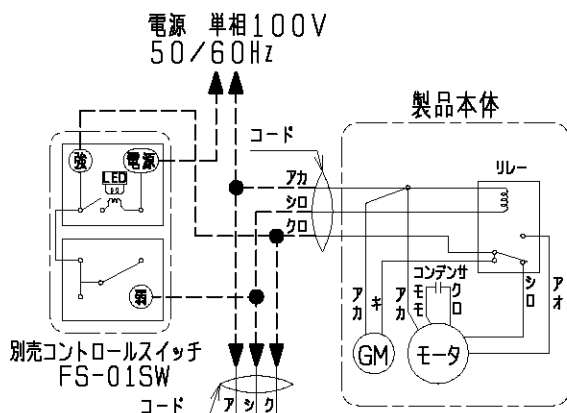 電源 単相100V
50/60Hz
製品本体
コード
強
電源
LED
アカ
シロ
クロ
リレー
弱
コンデンサ
モモ
クロ
アカ
キ
アカ
シロ
アオ
GM
モータ
別売コントロールスイッチ
FS-01SW
コード
ア シ ク